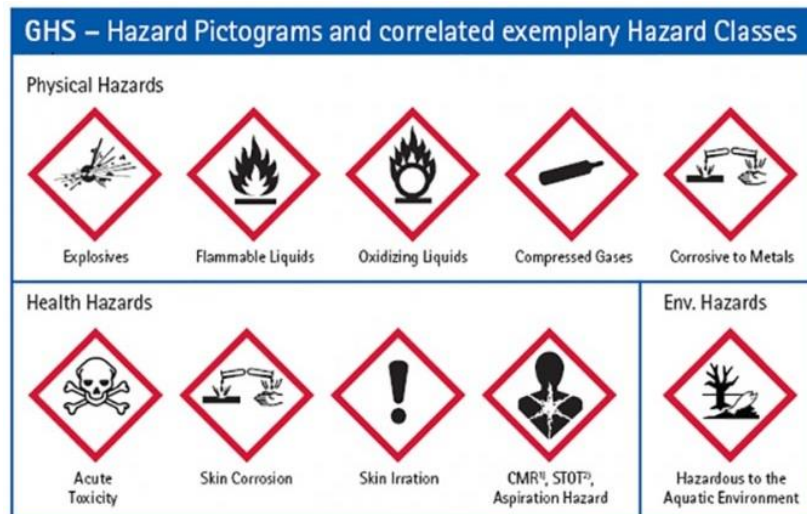 GHS – Hazard Pictograms and correlated exemplary Hazard Classes
Physical Hazards
Explosives
Flammable Liquids
Oxidizing Liquids
Compressed Gases
Corrosive to Metals
Health Hazards
Acute
Toxicity
Skin Corrosion
Skin Irration
CMR¹⁾, STOT²⁾,
Aspiration Hazard
Env. Hazards
Hazardous to the
Aquatic Environment